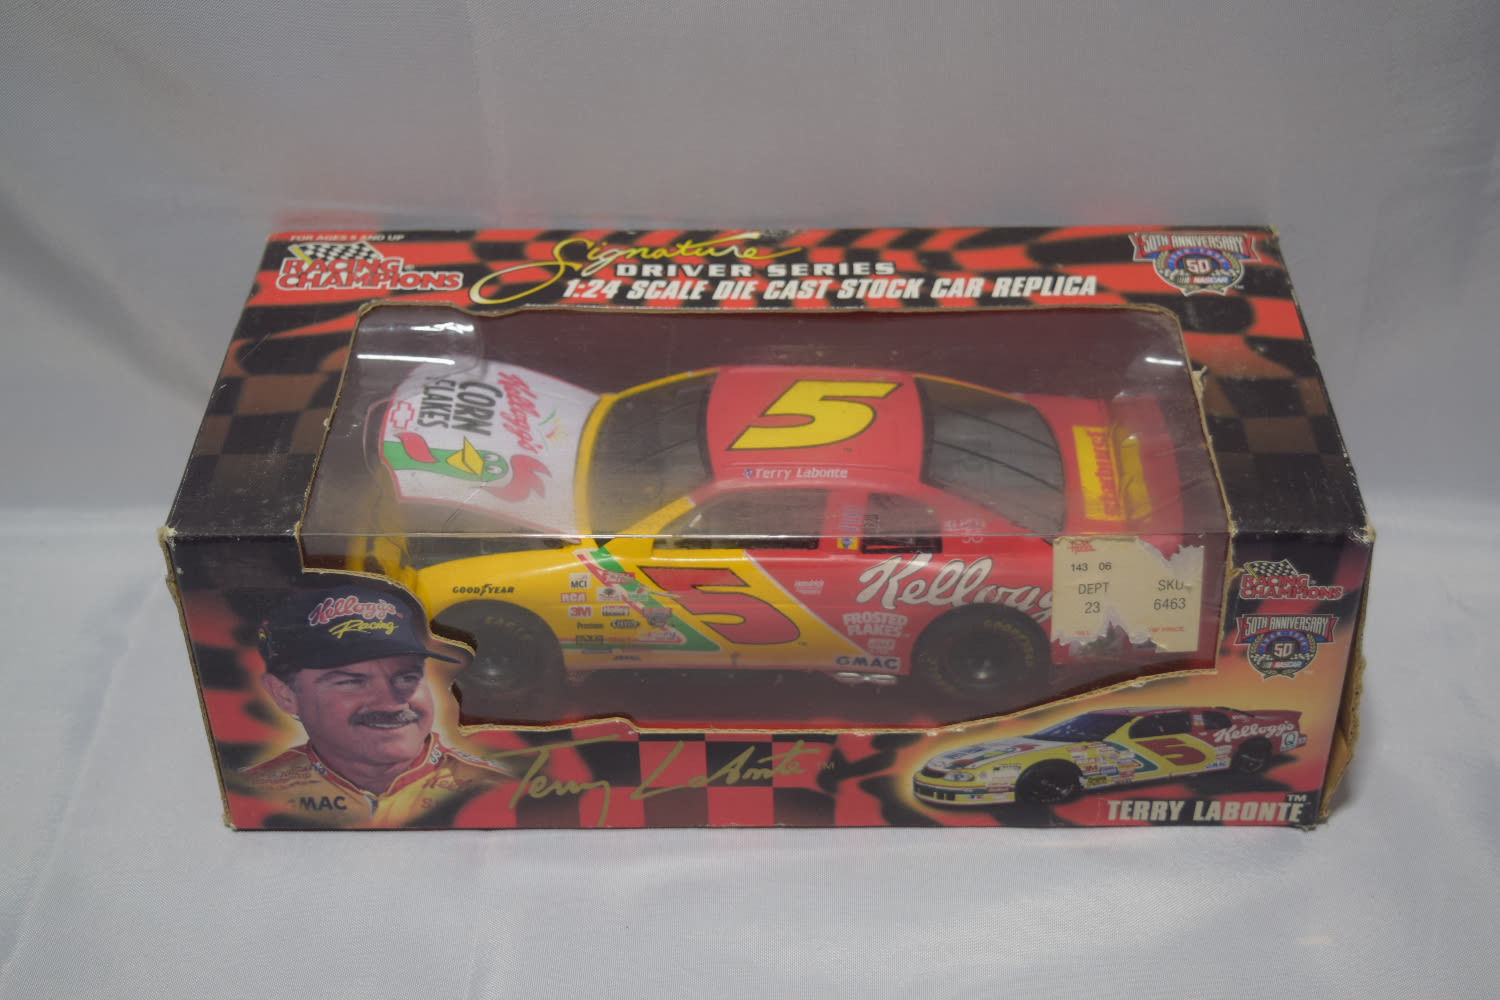 FOR AGES 5 AND UP
RACING
CHAMPIONS
Signature
DRIVER SERIES
1:24 SCALE DIE CAST STOCK CAR REPLICA
50TH ANNIVERSARY
50
NASCAR
Kellogg's
CORN
FLAKES
5
Terry Labonte
Kellogg's
GOODYEAR
MCI
RCA
3M
5
Kellogg
FROSTED
FLAKES
GMAC
143 06
DEPT
SKU
23
6463
RACING
CHAMPIONS
50TH ANNIVERSARY
50
NASCAR
Kellogg's
Racing
GMAC
Terry Labonte TM
5
Kellogg's
TERRY LABONTE TM